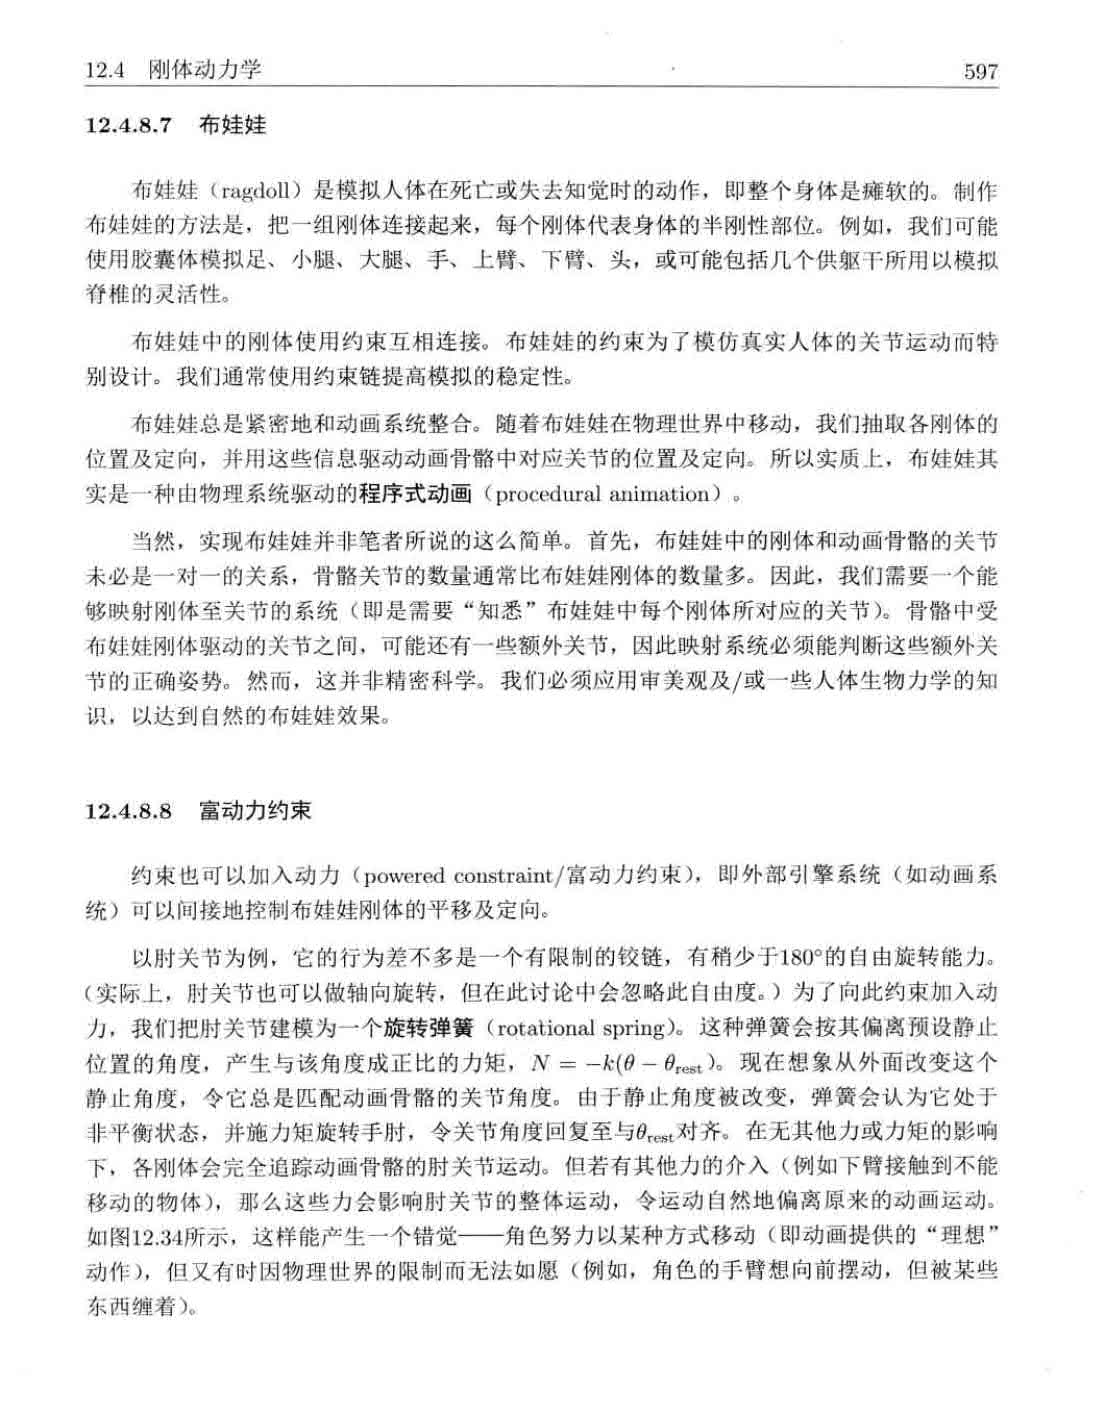 12.4 刚体动力学 597
12.4.8.7 布娃娃
布娃娃（ragdoll）是模拟人体在死亡或失去知觉时的动作，即整个身体是瘫软的。制作
布娃娃的方法是，把一组刚体连接起来，每个刚体代表身体的半刚性部位。例如，我们可能
使用胶囊体模拟足、小腿、大腿、手、上臂、下臂、头，或可能包括几个供躯干所用以模拟
脊椎的灵活性。
布娃娃中的刚体使用约束互相连接。布娃娃的约束为了模仿真实人体的关节运动而特
别设计。我们通常使用约束链提高模拟的稳定性。
布娃娃总是紧密地和动画系统整合。随着布娃娃在物理世界中移动，我们抽取各刚体的
位置及定向，并用这些信息驱动动画骨骼中对应关节的位置及定向。所以实质上，布娃娃其
实是一种由物理系统驱动的程序式动画（procedural animation）。
当然，实现布娃娃并非笔者所说的这么简单。首先，布娃娃中的刚体和动画骨骼的关节
未必是一对一的关系，骨骼关节的数量通常比布娃娃刚体的数量多。因此，我们需要一个能
够映射刚体至关节的系统（即是需要“知悉”布娃娃中每个刚体所对应的关节）。骨骼中受
布娃娃刚体驱动的关节之间，可能还有一些额外关节，因此映射系统必须能判断这些额外关
节的正确姿势。然而，这并非精密科学。我们必须应用审美观及/或一些人体生物力学的知
识，以达到自然的布娃娃效果。
12.4.8.8 富动力约束
约束也可以加入动力（powered constraint/富动力约束），即外部引擎系统（如动画系
统）可以间接地控制布娃娃刚体的平移及定向。
以肘关节为例，它的行为差不多是一个有限制的铰链，有稍少于180°的自由旋转能力。
（实际上，肘关节也可以做轴向旋转，但在此讨论中会忽略此自由度。）为了向此约束加入动
力，我们把肘关节建模为一个旋转弹簧（rotational spring）。这种弹簧会按其偏离预设静止
位置的角度，产生与该角度成正比的力矩，N = −k(θ − θrest)。现在想象从外面改变这个
静止角度，令它总是匹配动画骨骼的关节角度。由于静止角度被改变，弹簧会认为它处于
非平衡状态，并施力矩旋转手肘，令关节角度回复至与θrest对齐。在无其他力或力矩的影响
下，各刚体会完全追踪动画骨骼的肘关节运动。但若有其他力的介入（例如下臂接触到不能
移动的物体），那么这些力会影响肘关节的整体运动，令运动自然地偏离原来的动画运动。
如图12.34所示，这样能产生一个错觉——角色努力以某种方式移动（即动画提供的“理想”
动作），但又有时因物理世界的限制而无法如愿（例如，角色的手臂想向前摆动，但被某些
东西缠着）。